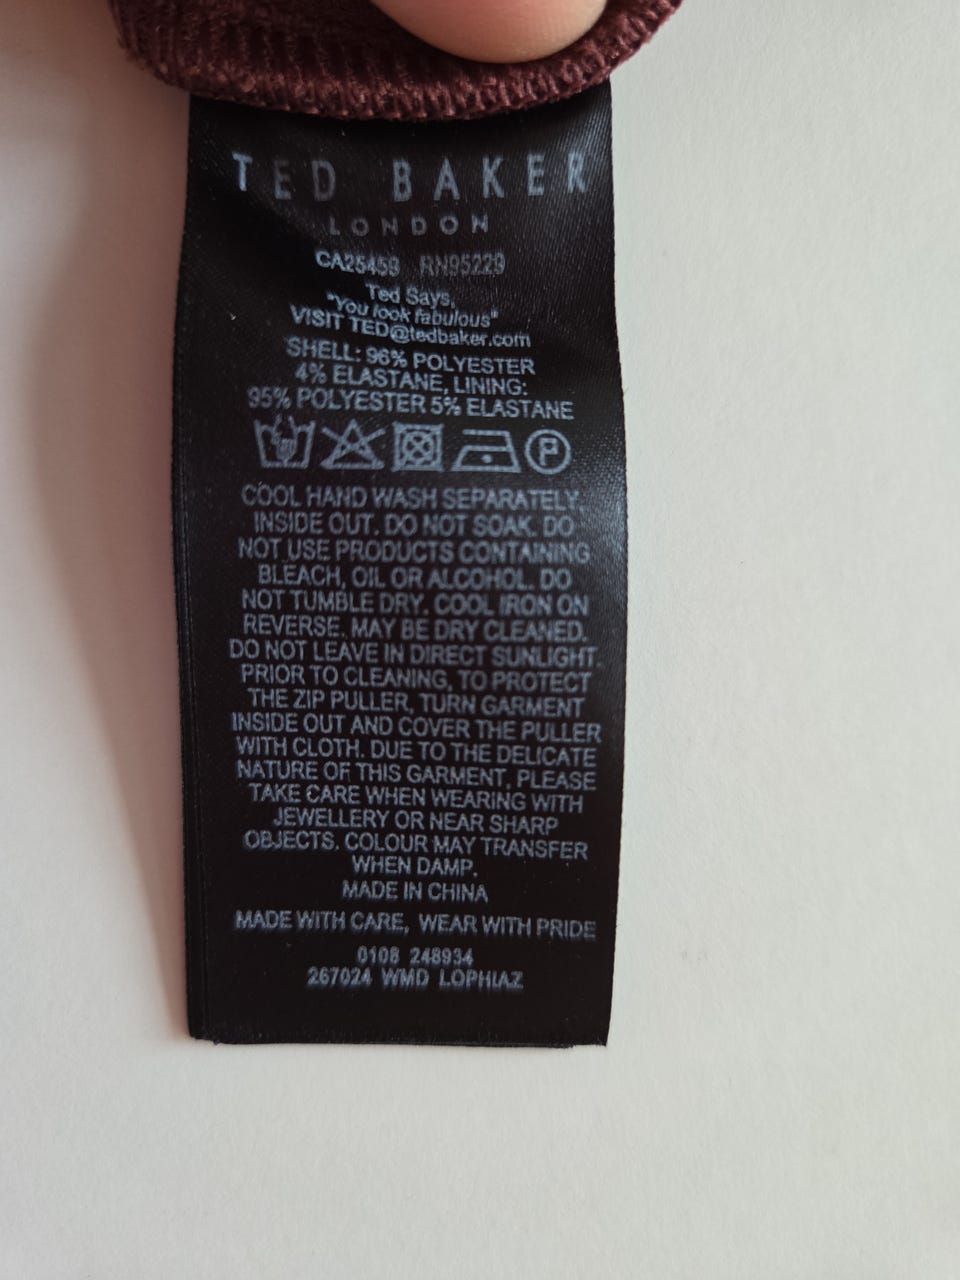 TED BAKER
LONDON
CA25459 RN95229
Ted Says,
"You look fabulous"
VISIT TED@tedbaker.com
SHELL: 96% POLYESTER
4% ELASTANE, LINING:
95% POLYESTER 5% ELASTANE
P
COOL HAND WASH SEPARATELY.
INSIDE OUT. DO NOT SOAK. DO
NOT USE PRODUCTS CONTAINING
BLEACH, OIL OR ALCOHOL. DO
NOT TUMBLE DRY. COOL IRON ON
REVERSE. MAY BE DRY CLEANED.
DO NOT LEAVE IN DIRECT SUNLIGHT.
PRIOR TO CLEANING, TO PROTECT
THE ZIP PULLER, TURN GARMENT
INSIDE OUT AND COVER THE PULLER
WITH CLOTH. DUE TO THE DELICATE
NATURE OF THIS GARMENT, PLEASE
TAKE CARE WHEN WEARING WITH
JEWELLERY OR NEAR SHARP
OBJECTS. COLOUR MAY TRANSFER
WHEN DAMP.
MADE IN CHINA
MADE WITH CARE, WEAR WITH PRIDE
0108 248934
267024 WMD LOPHIAZ